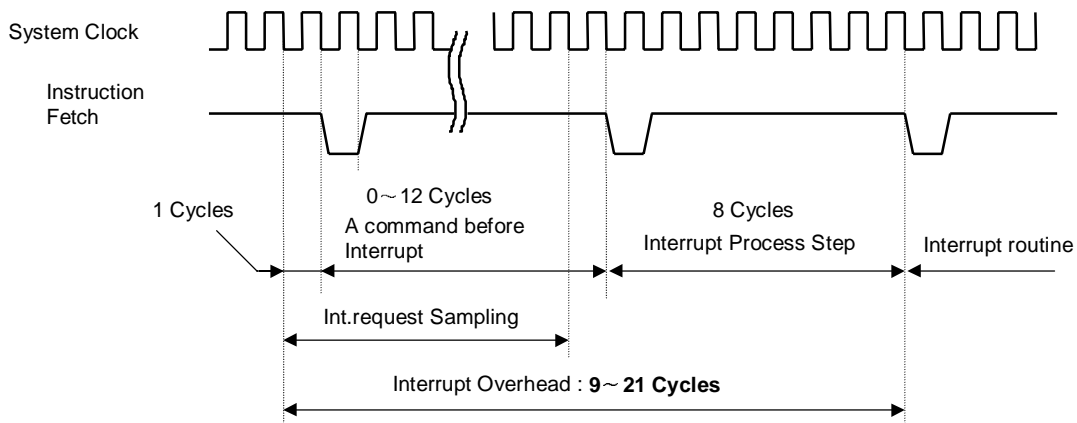 System Clock
Instruction
Fetch
1 Cycles
0～12 Cycles
A command before
Interrupt
8 Cycles
Interrupt Process Step
Interrupt routine
Int.request Sampling
Interrupt Overhead : 9～21 Cycles